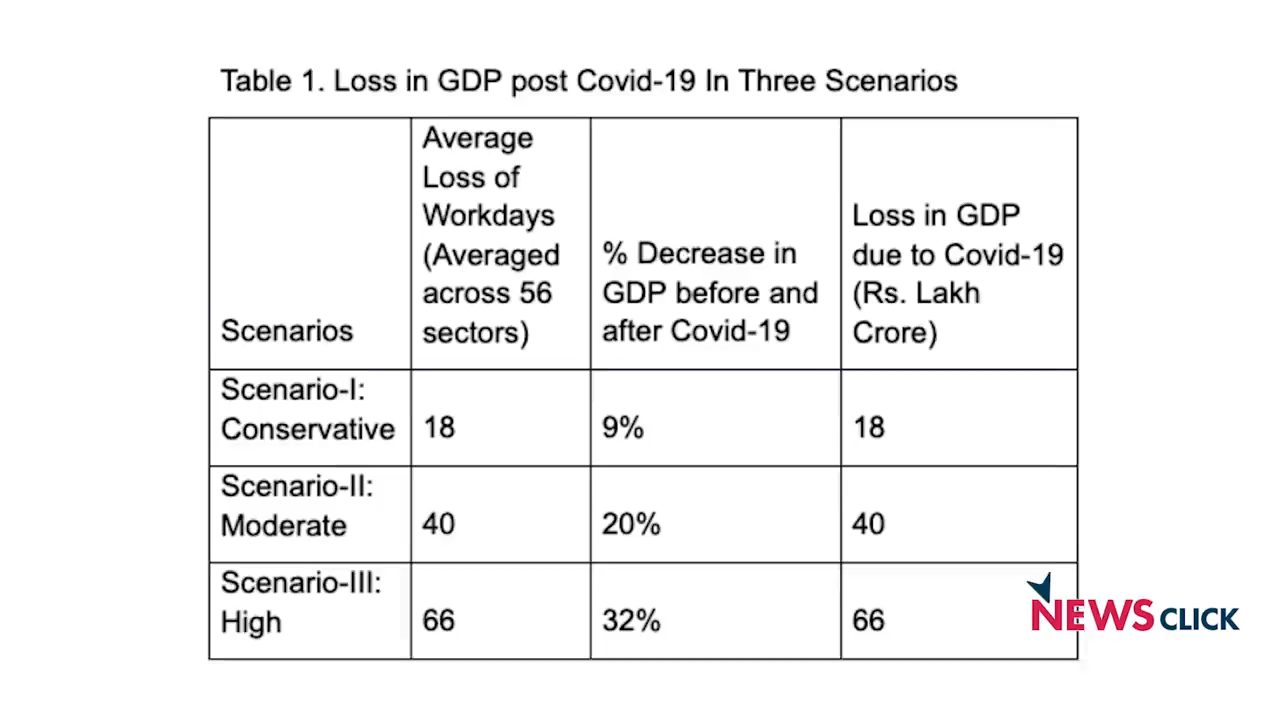 Table 1. Loss in GDP post Covid-19 In Three Scenarios
Scenarios
Average
Loss of
Workdays
(Averaged
across 56
sectors)
% Decrease in
GDP before and
after Covid-19
Loss in GDP
due to Covid-19
(Rs. Lakh
Crore)
Scenario-I:
Conservative
18
9%
18
Scenario-II:
Moderate
40
20%
40
Scenario-III:
High
66
32%
66
NEWSCLICK